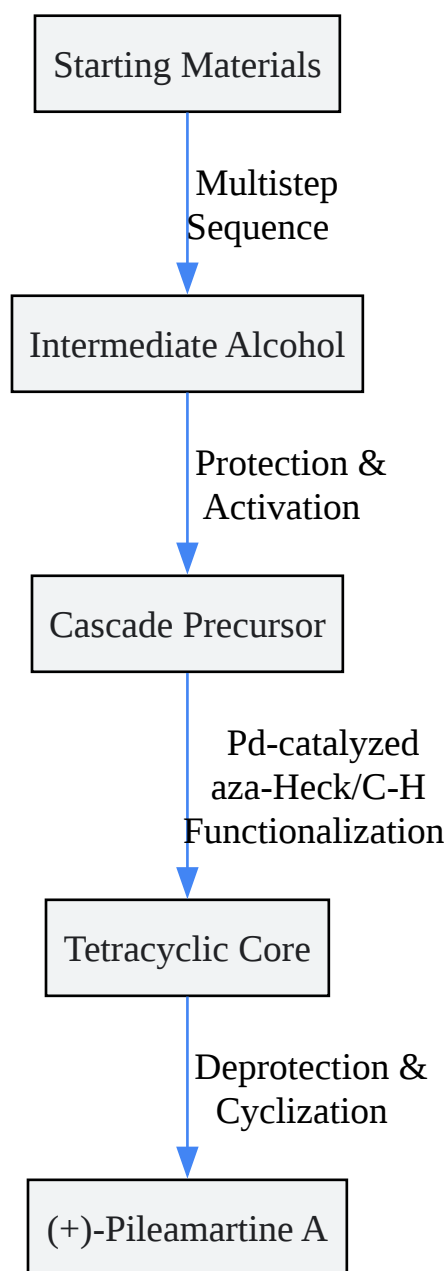 Starting Materials
Multistep
Sequence
Intermediate Alcohol
Protection &
Activation
Cascade Precursor
Pd-catalyzed
aza-Heck/C-H
Functionalization
Tetracyclic Core
Deprotection &
Cyclization
(+)-Pileamartine A